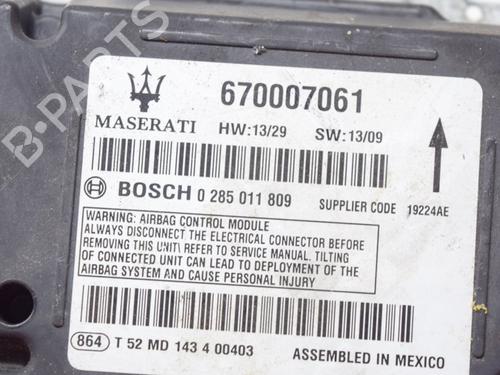 670007061
MASERATI HW:13/29 SW:13/09
BOSCH 0 285 011 809 SUPPLIER CODE 19224AE
WARNING: AIRBAG CONTROL MODULE
ALWAYS DISCONNECT THE ELECTRICAL CONNECTOR BEFORE
REMOVING THIS UNIT. REFER TO SERVICE MANUAL. TILTING
OF CONNECTED UNIT CAN LEAD TO DEPLOYMENT OF THE
AIRBAG SYSTEM AND CAUSE PERSONAL INJURY
864 T 52 MD 143 4 00403 ASSEMBLED IN MEXICO
B-PARTS